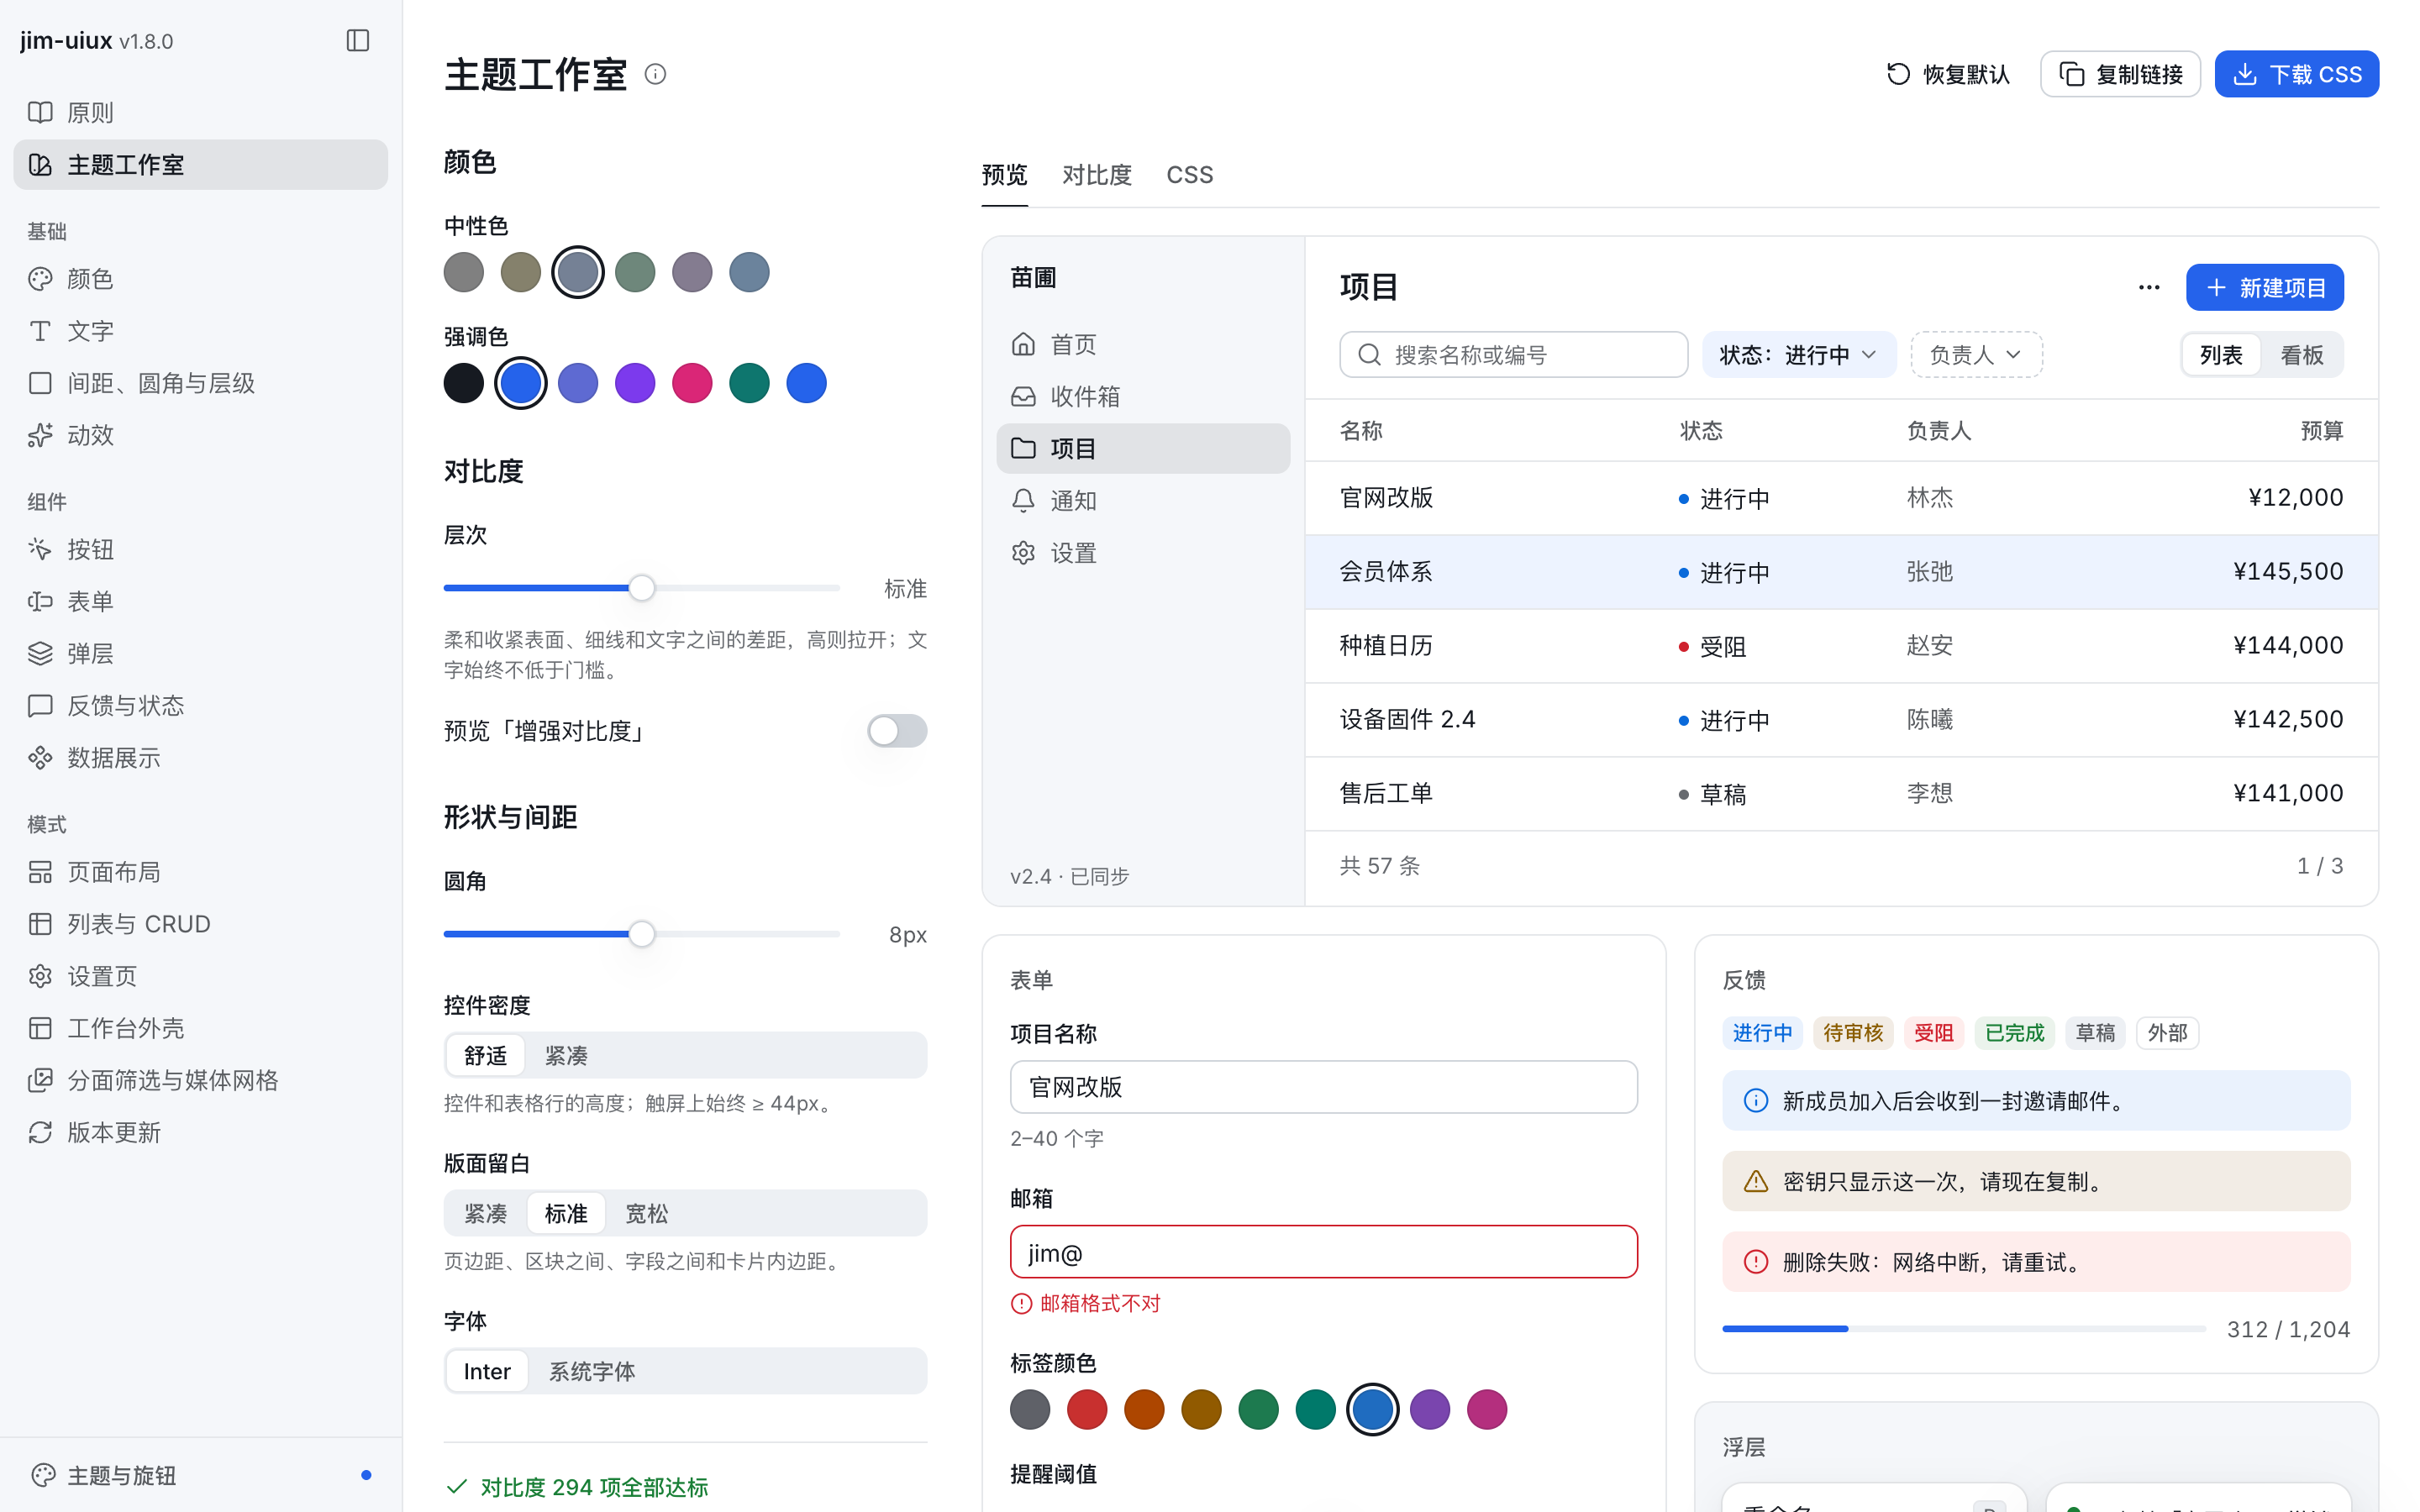 jim-uiux v1.8.0
原则
主题工作室
基础
颜色
文字
间距、圆角与层级
动效
组件
按钮
表单
弹层
反馈与状态
数据展示
模式
页面布局
列表与 CRUD
设置页
工作台外壳
分面筛选与媒体网格
版本更新
主题与旋钮
主题工作室
恢复默认
复制链接
下载 CSS
颜色
中性色
强调色
对比度
层次
标准
柔和收紧表面、细线和文字之间的差距，高则拉开；文
字始终不低于门槛。
预览「增强对比度」
形状与间距
圆角
8px
控件密度
舒适 紧凑
控件和表格行的高度；触屏上始终 ≥ 44px。
版面留白
紧凑 标准 宽松
页边距、区块之间、字段之间和卡片内边距。
字体
Inter 系统字体
对比度 294 项全部达标
预览 对比度 CSS
苗圃
首页
收件箱
项目
通知
设置
v2.4 · 已同步
项目
新建项目
搜索名称或编号
状态：进行中
负责人
列表 看板
名称 状态 负责人 预算
官网改版 进行中 林杰 ¥12,000
会员体系 进行中 张弛 ¥145,500
种植日历 受阻 赵安 ¥144,000
设备固件 2.4 进行中 陈曦 ¥142,500
售后工单 草稿 李想 ¥141,000
共 57 条 1 / 3
表单
项目名称
官网改版
2–40 个字
邮箱
jim@
邮箱格式不对
标签颜色
提醒阈值
反馈
进行中 待审核 受阻 已完成 草稿 外部
新成员加入后会收到一封邀请邮件。
密钥只显示这一次，请现在复制。
删除失败：网络中断，请重试。
312 / 1,204
浮层